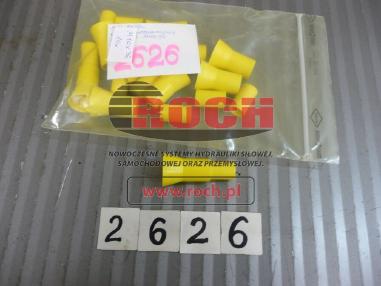 2626
ROCH
NOWOCZESNE SYSTEMY HYDRAULIKI SIŁOWEJ,
SAMOCHODOWEJ ORAZ PRZEMYSŁOWEJ.
www.roch.pl
2 6 2 6